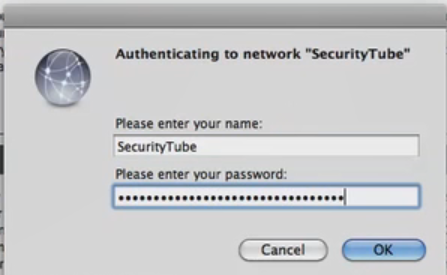 Authenticating to network "SecurityTube"
Please enter your name:
SecurityTube
Please enter your password:
••••••••••••••••••••••••••••••••
Cancel
OK